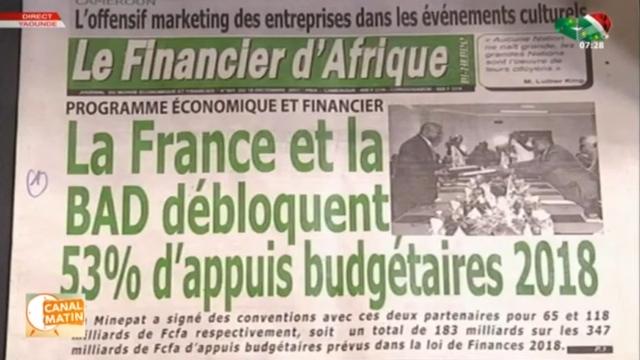 DIRECT
YAOUNDE
CAMEROUN
L'offensif marketing des entreprises dans les événements culturels
07:28
Le Financier d'Afrique
BI-HEBDO
« Aucune Nation
ne naît grande, les
grandes Nations
sont l'oeuvre de
leurs citoyens »
M. Luther King
PROGRAMME ÉCONOMIQUE ET FINANCIER
La France et la
BAD débloquent
53% d'appuis budgétaires 2018
CANAL
MATIN
Minepat a signé des conventions avec ces deux partenaires pour 65 et 118
milliards de Fcfa respectivement, soit un total de 183 milliards sur les 347
milliards de Fcfa d'appuis budgétaires prévus dans la loi de Finances 2018.